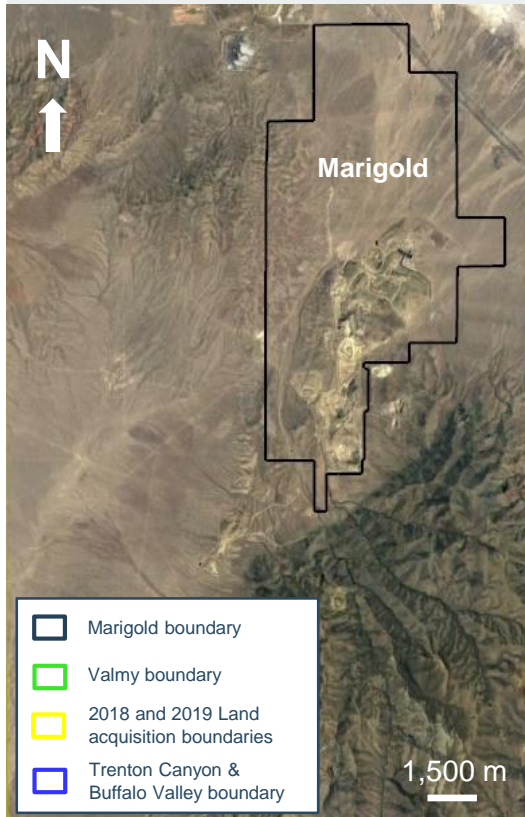 N
Marigold
Marigold boundary
Valmy boundary
2018 and 2019 Land
acquisition boundaries
Trenton Canyon &
Buffalo Valley boundary
1,500 m